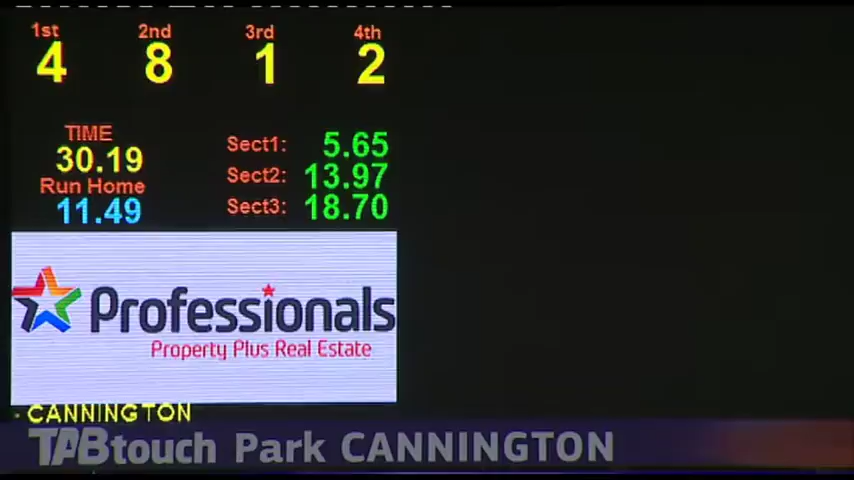 1st 2nd 3rd 4th
4 8 1 2
TIME
30.19
Run Home
11.49
Sect1: 5.65
Sect2: 13.97
Sect3: 18.70
Professionals
Property Plus Real Estate
CANNINGTON
TABtouch Park CANNINGTON